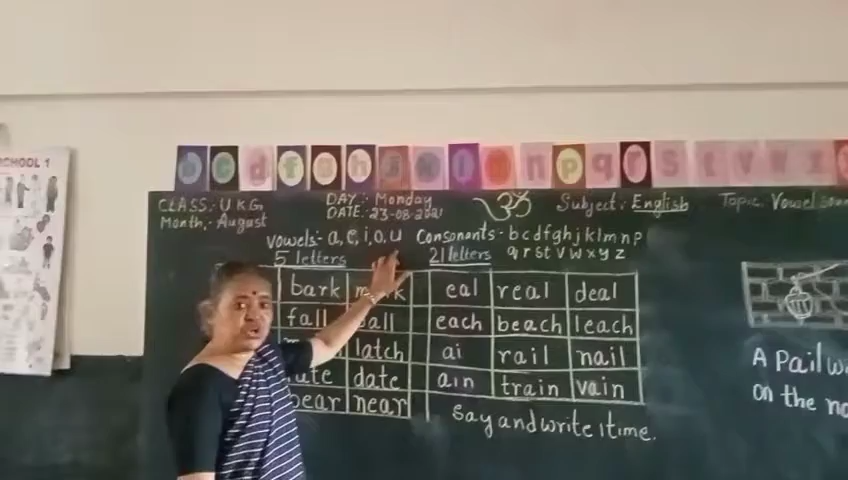 SCHOOL 1
b c d f g h j k l m n p q r s t v w x
CLASS:- U.K.G.
DAY:- Monday
ॐ
Subject:- English
Topic:- Vowel
Month:- August
DATE:- 23-08-2021
Vowels:- a, e, i, o, u
Consonants- b c d f g h j k l m n p
5 letters
21 letters
q r s t v w x y z
bark
eal real deal
fall
each beach leach
latch
ai rail nail
date
ain train vain
near
Say and write 1 time.
A Pail
on the